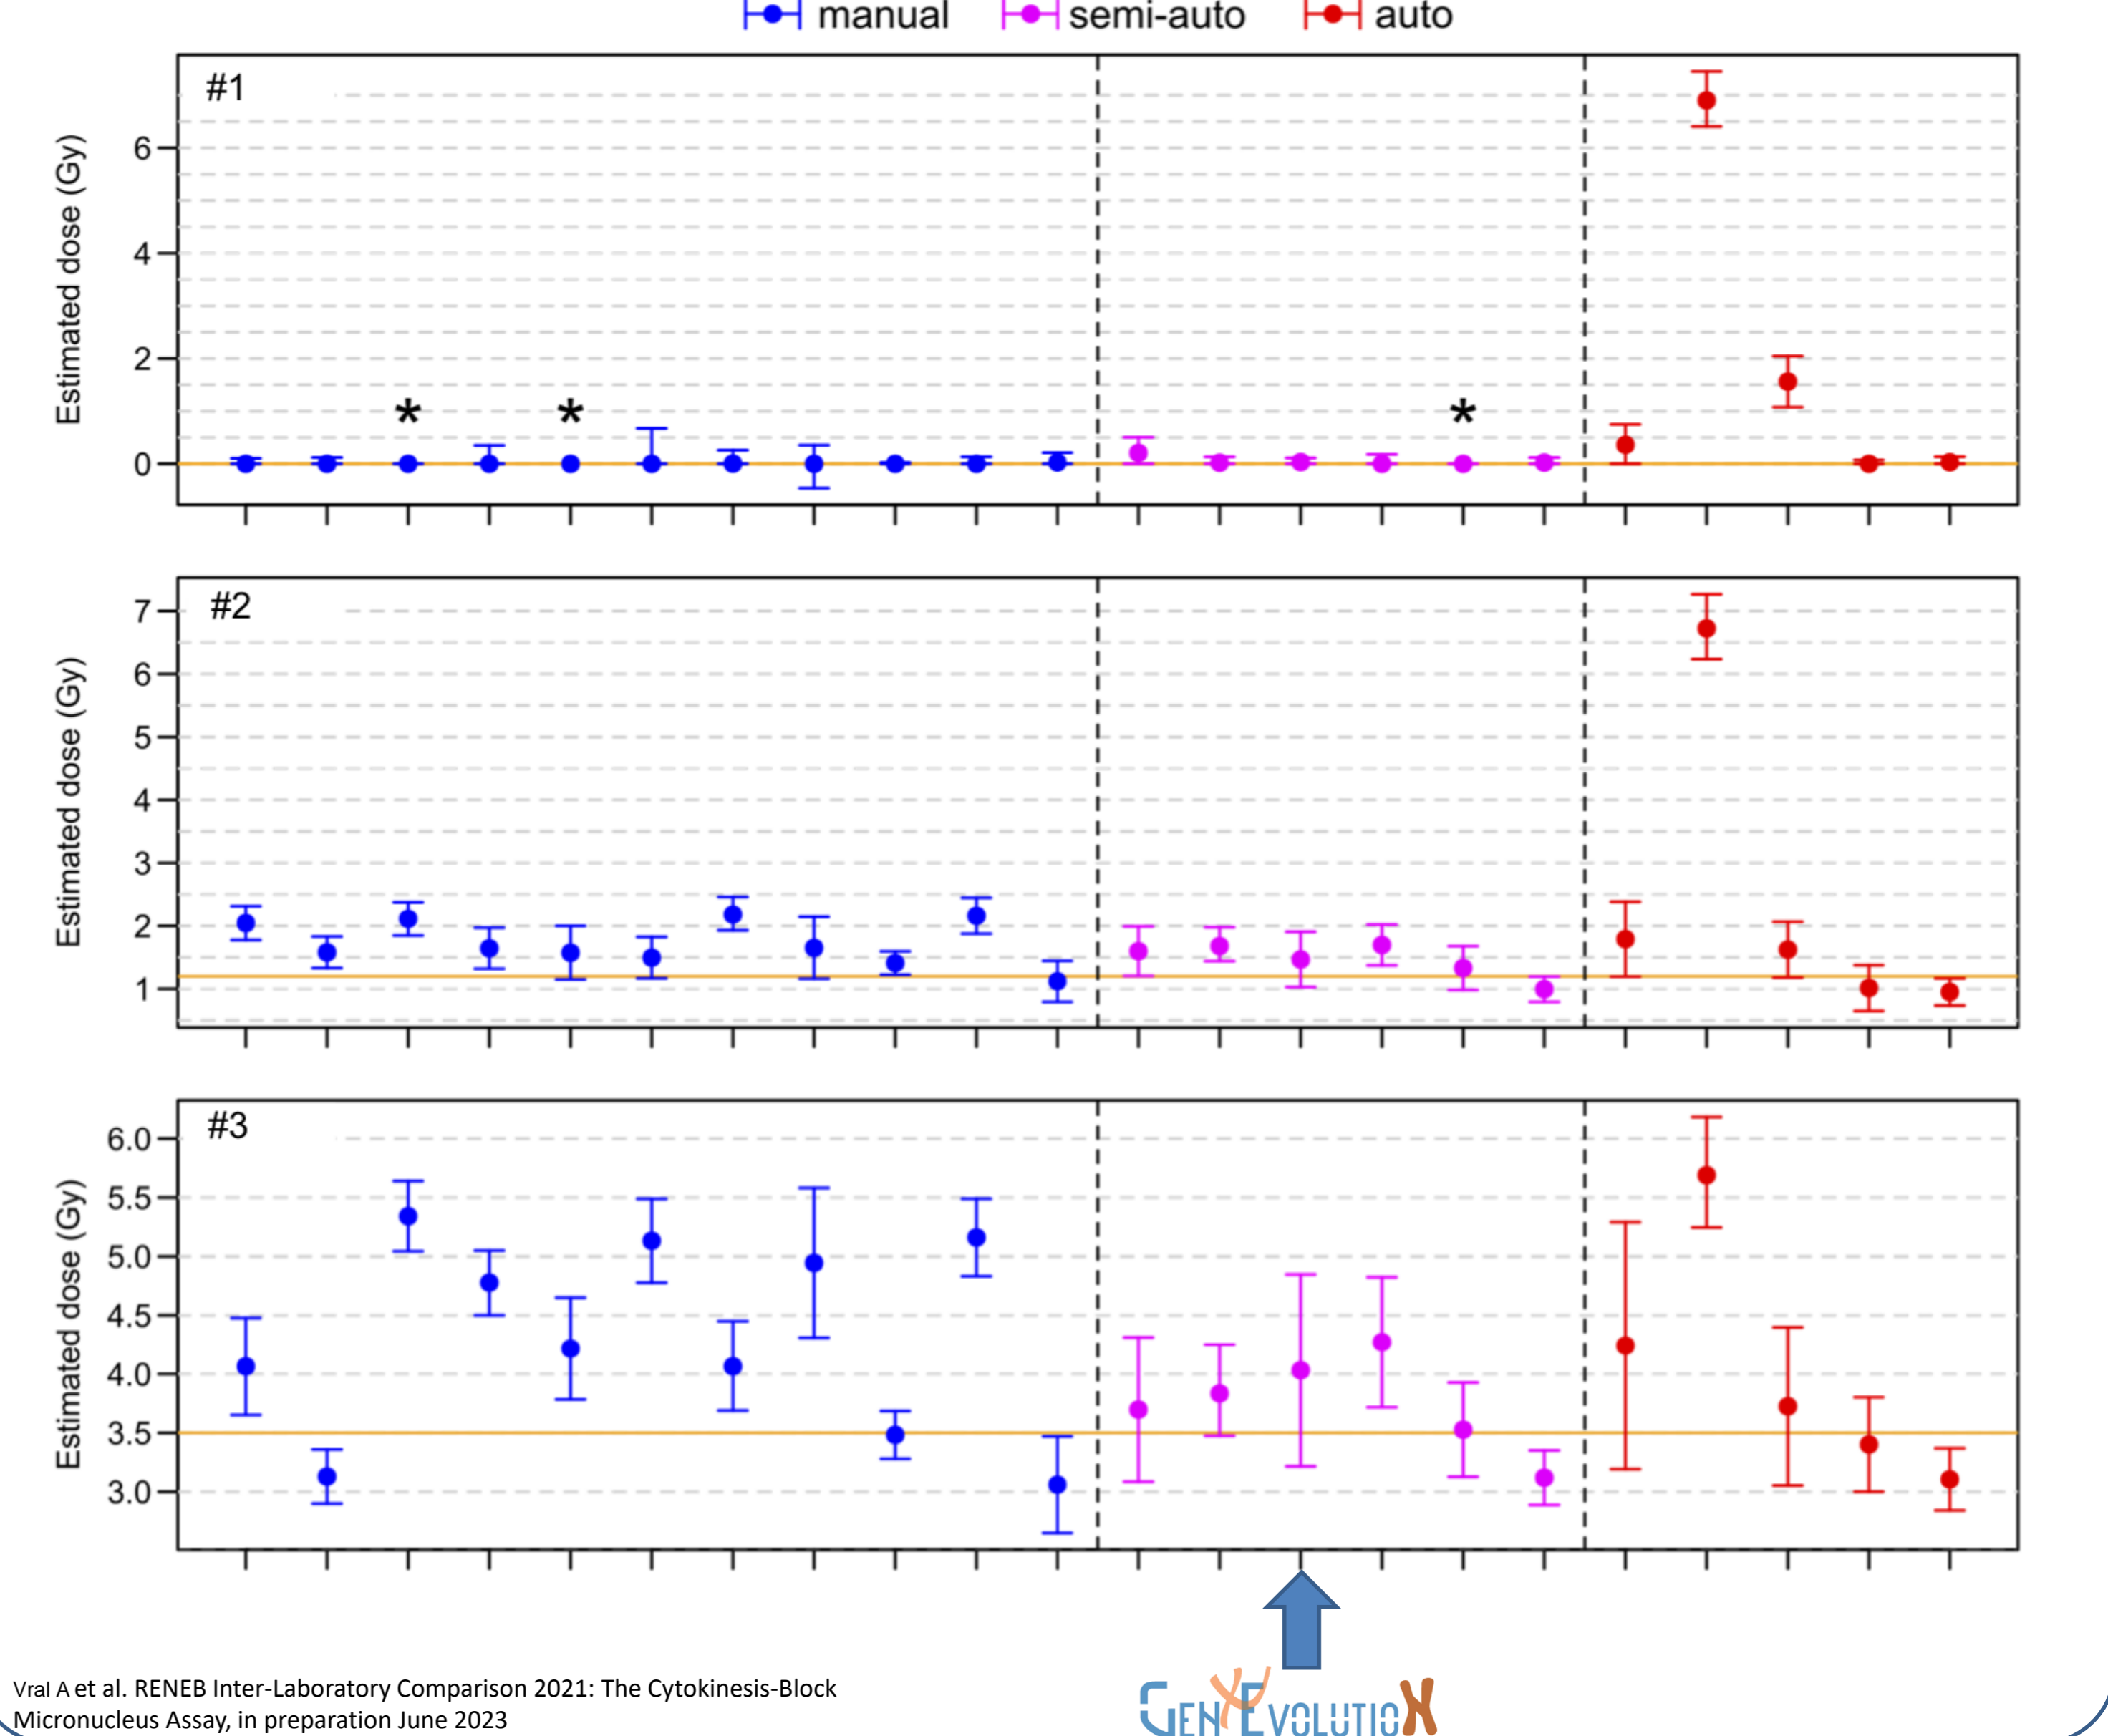 manual semi-auto auto
#1
Estimated dose (Gy)
6
4
2
0
* * *
#2
Estimated dose (Gy)
7
6
5
4
3
2
1
#3
Estimated dose (Gy)
6.0
5.5
5.0
4.5
4.0
3.5
3.0
Vral A et al. RENEB Inter-Laboratory Comparison 2021: The Cytokinesis-Block
Micronucleus Assay, in preparation June 2023
GENXEVOLUTION